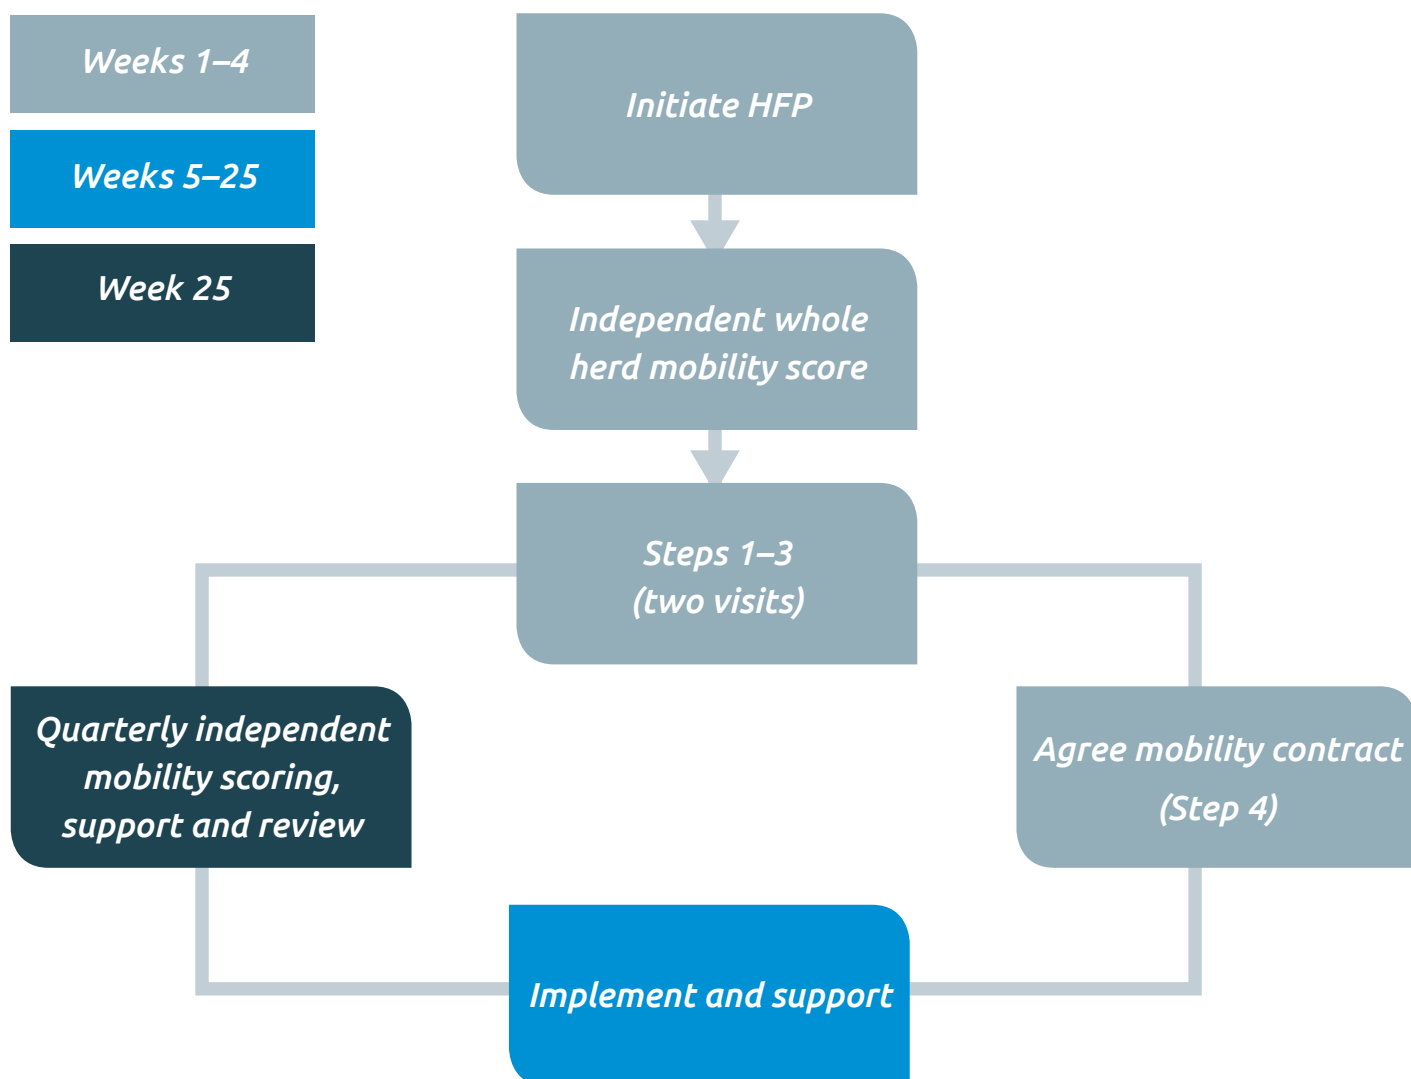 Weeks 1–4
Weeks 5–25
Week 25
Initiate HFP
Independent whole
herd mobility score
Steps 1–3
(two visits)
Quarterly independent
mobility scoring,
support and review
Agree mobility contract
(Step 4)
Implement and support